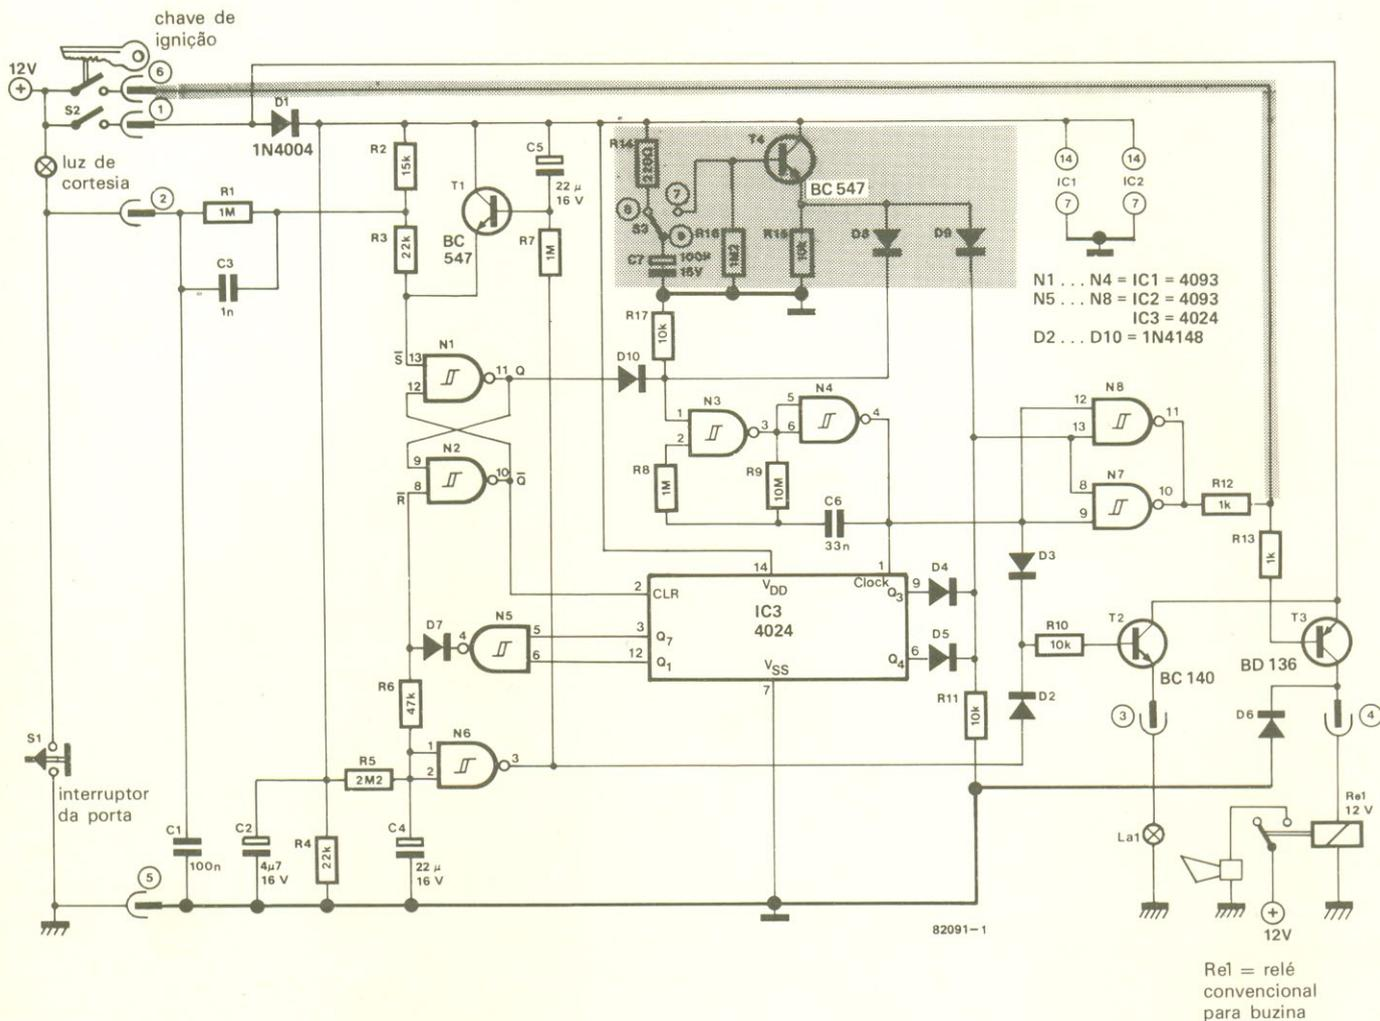 chave de
ignição
12V
+
6
S2
1
D1
1N4004
luz de
cortesia
2
R1
1M
C3
1n
R2
15k
R3
22k
T1
BC
547
C5
22 µ
16 V
R7
1M
R14
220Ω
8
7
S3
9
C7
100µ
16V
R16
1M2
T4
BC 547
R15
10k
D8
D9
14
IC1
7
14
IC2
7
N1 . . . N4 = IC1 = 4093
N5 . . . N8 = IC2 = 4093
IC3 = 4024
D2 . . . D10 = 1N4148
R17
10k
D10
N1
S̅I̅ 13
12
11 Q
N2
9
8
R̅I̅
10 Q̅
N3
1
2
3
N4
5
6
4
R8
1M
R9
10M
C6
33n
N8
12
13
11
N7
8
9
10
R12
1k
R13
1k
14
VDD
1
Clock
2 CLR
IC3
4024
3 Q7
12 Q1
VSS
7
Q3 9
Q4 6
D4
D5
R11
10k
D3
D2
R10
10k
T2
BC 140
T3
BD 136
3
D6
4
D7
4
N5
5
6
R6
47k
R5
2M2
N6
1
2
3
S1
interruptor
da porta
C1
100n
C2
4µ7
16 V
R4
22k
C4
22 µ
16 V
5
La1
Re1
12 V
+
12V
82091-1
Re1 = relé
convencional
para buzina